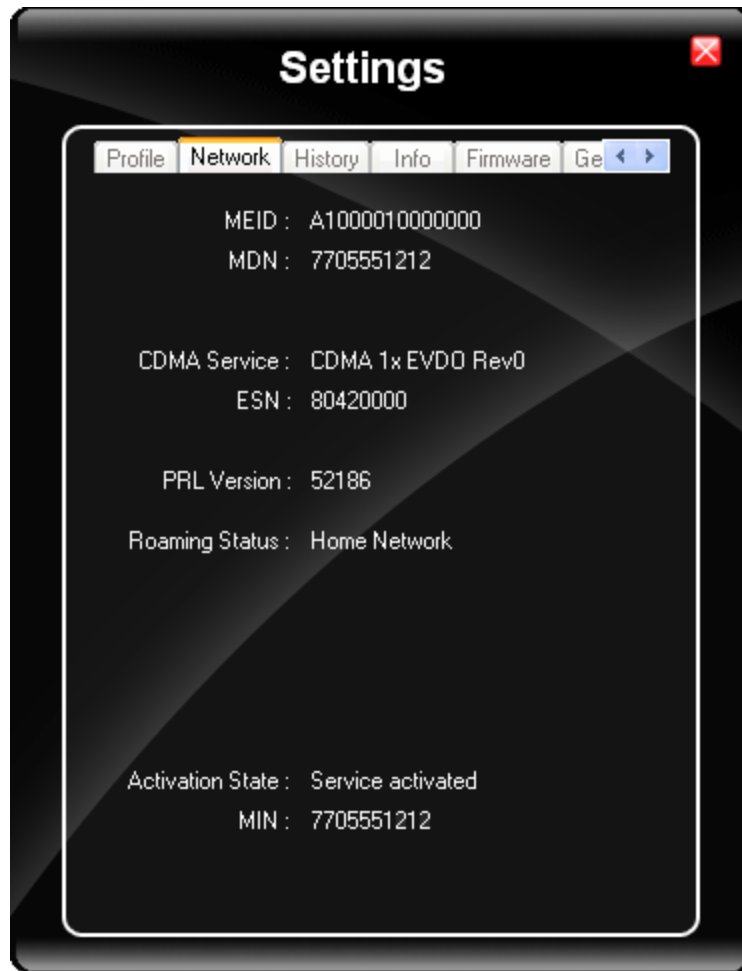 Settings
Profile Network History Info Firmware Ge
MEID : A1000010000000
MDN : 7705551212
CDMA Service : CDMA 1x EVDO Rev0
ESN : 80420000
PRL Version : 52186
Roaming Status : Home Network
Activation State : Service activated
MIN : 7705551212